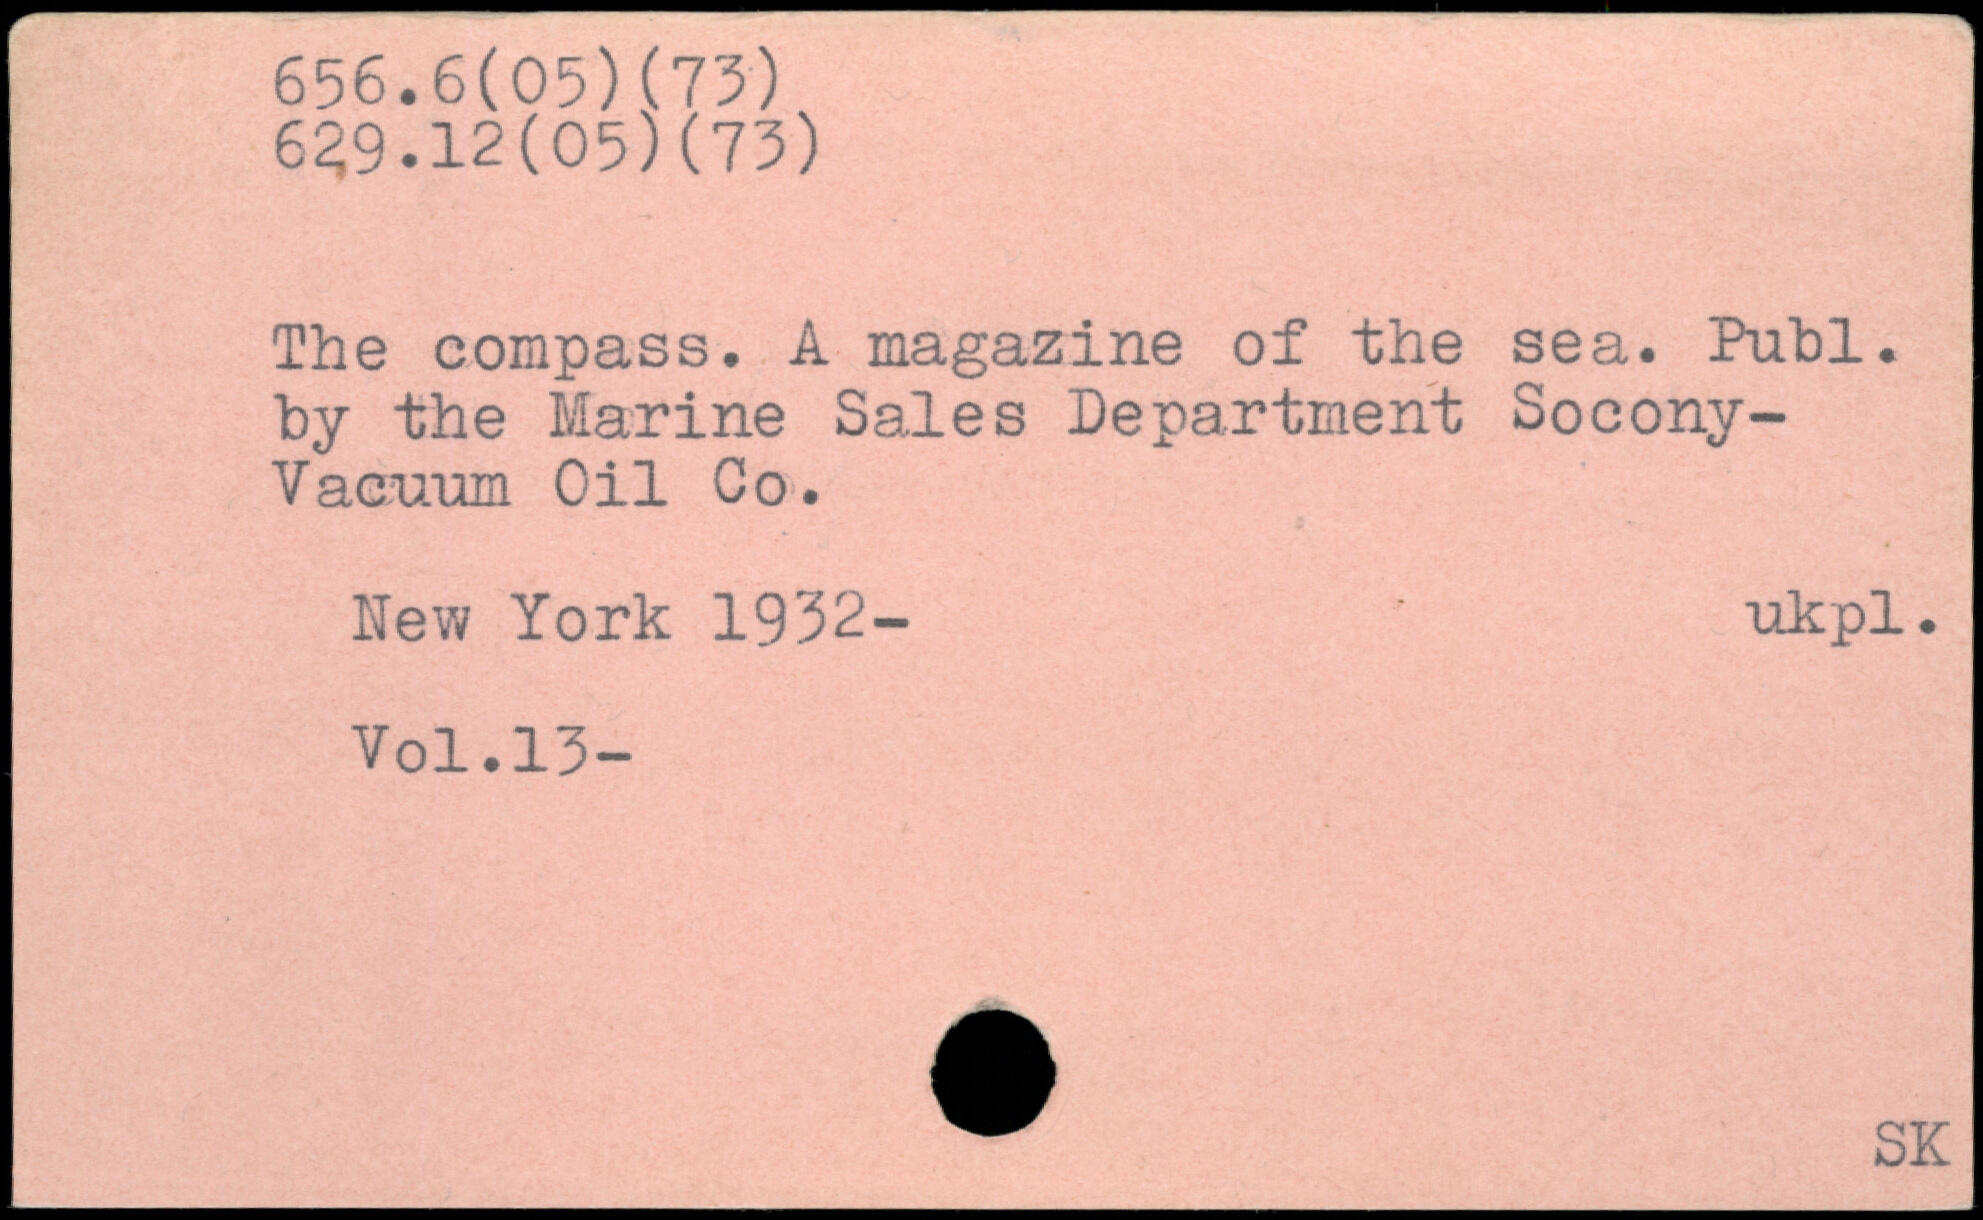 656.6(05)(73)
629.12(05)(73)
The compass. A magazine of the sea. Publ.
by the Marine Sales Department Socony-
Vacuum Oil Co.
New York 1932- ukpl.
Vol.13-
SK